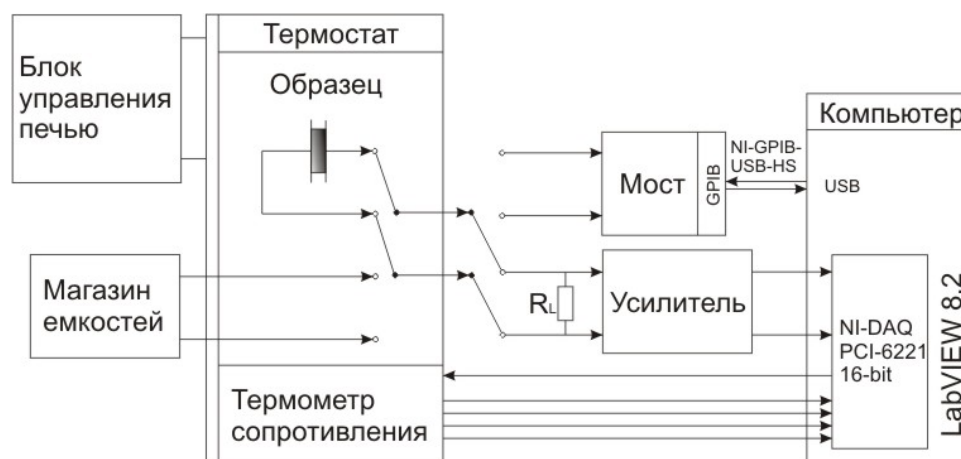 Блок
управления
печью
Термостат
Образец
Магазин
емкостей
Термометр
сопротивления
Мост
GPIB
NI-GPIB-
USB-HS
Компьютер
USB
RL
Усилитель
NI-DAQ
PCI-6221
16-bit
LabVIEW 8.2